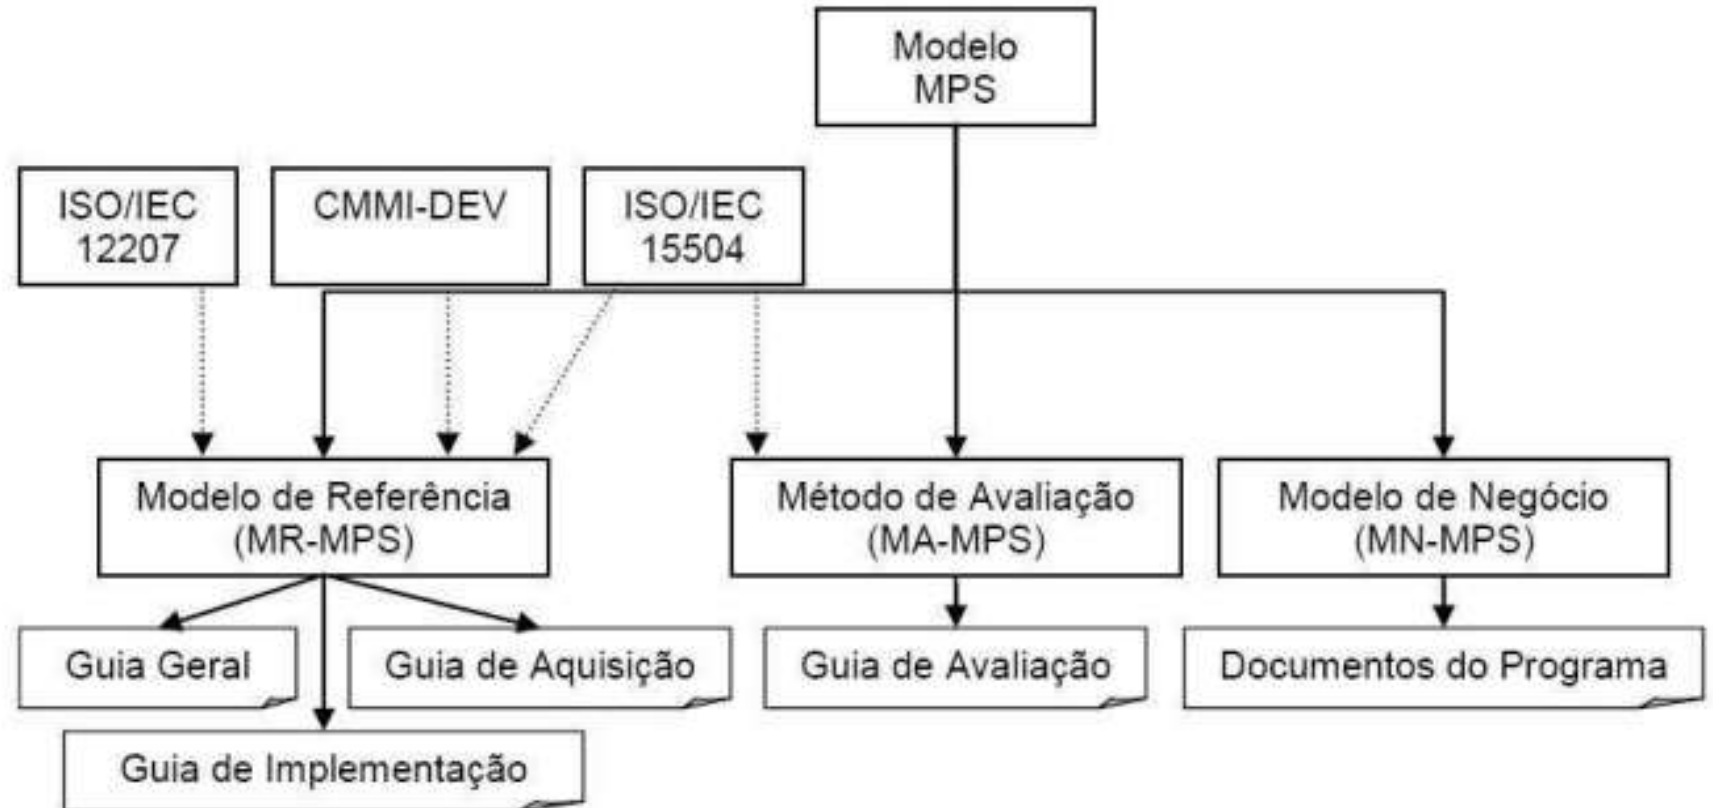 Modelo
MPS
ISO/IEC
12207
CMMI-DEV
ISO/IEC
15504
Modelo de Referência
(MR-MPS)
Método de Avaliação
(MA-MPS)
Modelo de Negócio
(MN-MPS)
Guia Geral
Guia de Aquisição
Guia de Avaliação
Documentos do Programa
Guia de Implementação